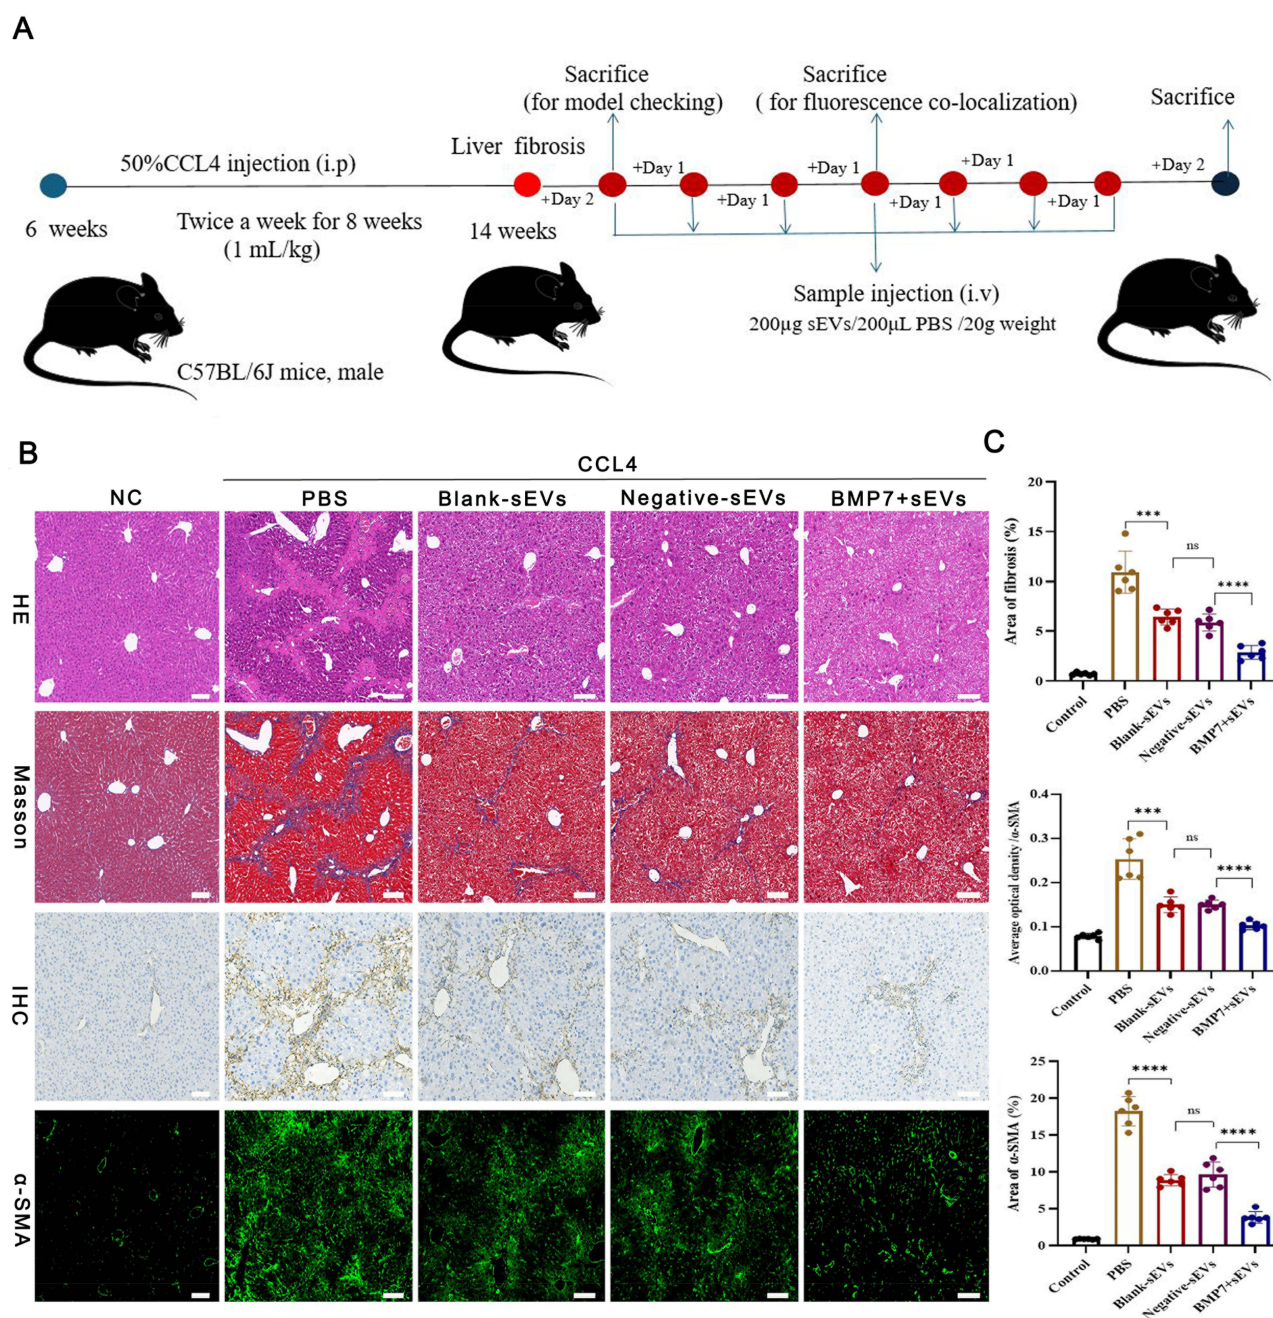 A
Sacrifice
(for model checking)
Sacrifice
( for fluorescence co-localization)
Sacrifice
50%CCL4 injection (i.p)
Liver fibrosis
+Day 2
+Day 1
+Day 1
+Day 1
+Day 1
+Day 1
+Day 1
+Day 2
6 weeks
Twice a week for 8 weeks
(1 mL/kg)
14 weeks
Sample injection (i.v)
200μg sEVs/200μL PBS /20g weight
C57BL/6J mice, male
B
CCL4
NC
PBS
Blank-sEVs
Negative-sEVs
BMP7+sEVs
HE
Masson
IHC
α-SMA
C
Area of fibrosis (%)
20
15
10
5
0
***
ns
****
Control
PBS
Blank-sEVs
Negative-sEVs
BMP7+sEVs
Average optical density /α-SMA
0.4
0.3
0.2
0.1
0.0
***
ns
****
Control
PBS
Blank-sEVs
Negative-sEVs
BMP7+sEVs
Area of α-SMA (%)
25
20
15
10
5
0
****
ns
****
Control
PBS
Blank-sEVs
Negative-sEVs
BMP7+sEVs